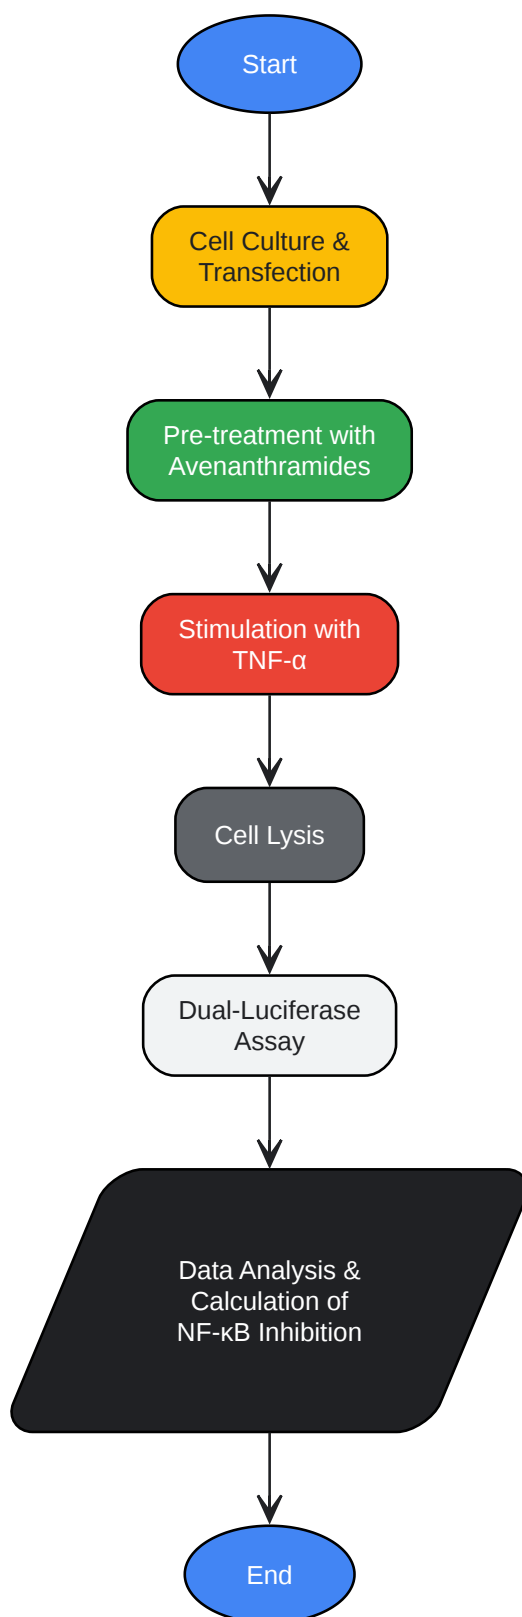 Start
Cell Culture &
Transfection
Pre-treatment with
Avenanthramides
Stimulation with
TNF-α
Cell Lysis
Dual-Luciferase
Assay
Data Analysis &
Calculation of
NF-κB Inhibition
End